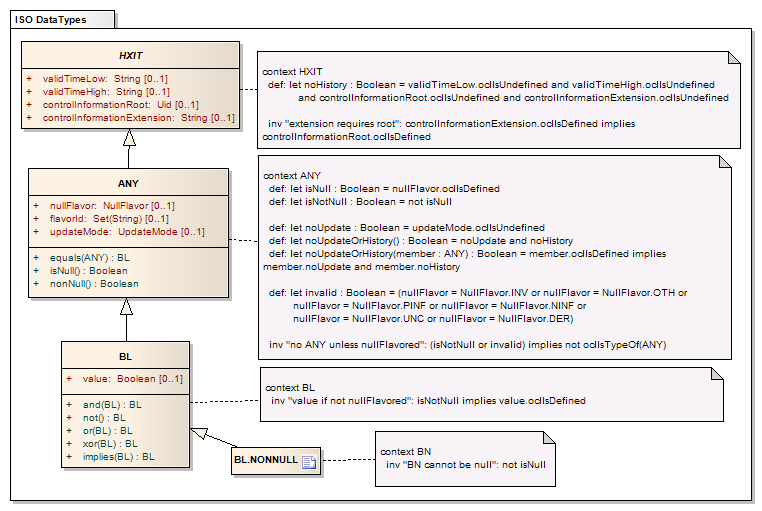 ISO DataTypes
HXIT
+ validTimeLow: String [0..1]
+ validTimeHigh: String [0..1]
+ controlInformationRoot: Uid [0..1]
+ controlInformationExtension: String [0..1]
context HXIT
def: let noHistory : Boolean = validTimeLow.oclIsUndefined and validTimeHigh.oclIsUndefined
and controlInformationRoot.oclIsUndefined and controlInformationExtension.oclIsUndefined
inv "extension requires root": controlInformationExtension.oclIsDefined implies
controlInformationRoot.oclIsDefined
ANY
+ nullFlavor: NullFlavor [0..1]
+ flavorId: Set(String) [0..1]
+ updateMode: UpdateMode [0..1]
+ equals(ANY) : BL
+ isNull() : Boolean
+ nonNull() : Boolean
context ANY
def: let isNull : Boolean = nullFlavor.oclIsDefined
def: let isNotNull : Boolean = not isNull
def: let noUpdate : Boolean = updateMode.oclIsUndefined
def: let noUpdateOrHistory() : Boolean = noUpdate and noHistory
def: let noUpdateOrHistory(member : ANY) : Boolean = member.oclIsDefined implies
member.noUpdate and member.noHistory
def: let invalid : Boolean = (nullFlavor = NullFlavor.INV or nullFlavor = NullFlavor.OTH or
nullFlavor = NullFlavor.PINF or nullFlavor = NullFlavor.NINF or
nullFlavor = NullFlavor.UNC or nullFlavor = NullFlavor.DER)
inv "no ANY unless nullFlavored": (isNotNull or invalid) implies not oclIsTypeOf(ANY)
BL
+ value: Boolean [0..1]
+ and(BL) : BL
+ not() : BL
+ or(BL) : BL
+ xor(BL) : BL
+ implies(BL) : BL
context BL
inv "value if not nullFlavored": isNotNull implies value.oclIsDefined
BL.NONNULL
context BN
inv "BN cannot be null": not isNull